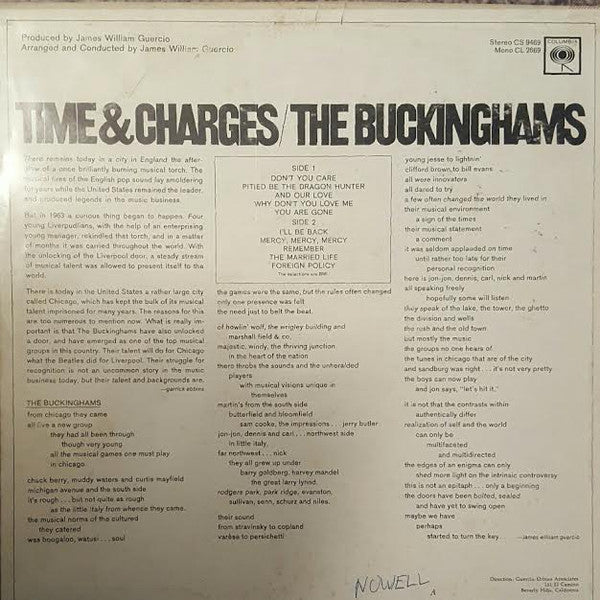 Produced by James William Guercio
Arranged and Conducted by James William Guercio
Stereo CS 9469
Mono CL 2669
COLUMBIA
TIME & CHARGES/THE BUCKINGHAMS
There remains today in a city in England the after-
glow of a once brilliantly burning musical torch. The
musical fires of the English pop sound lay smoldering
for years while the United States remained the leader,
and produced legends in the music business.
But in 1963 a curious thing began to happen. Four
young Liverpudlians, with the help of an enterprising
young manager, rekindled that torch, and in a matter
of months it was carried throughout the world. With
the unlocking of the Liverpool door, a steady stream
of musical talent was allowed to present itself to the
world.
There is today in the United States a rather large city
called Chicago, which has kept the bulk of its musical
talent imprisoned for many years. The reasons for this
are too numerous to mention now. What is really im-
portant is that The Buckinghams have also unlocked
a door, and have emerged as one of the top musical
groups in this country. Their talent will do for Chicago
what the Beatles did for Liverpool. Their struggle for
recognition is not an uncommon story in the music
business today, but their talent and backgrounds are.
THE BUCKINGHAMS
from chicago they came
all five a new group
they had all been through
though very young
all the musical games one must play
in chicago.
chuck berry, muddy waters and curtis mayfield
michigan avenue and the south side
it's rough... but not quite as rough
as the little italy from whence they came.
the musical norms of the cultured
they catered
was boogaloo, watusi... soul
SIDE 1
DON'T YOU CARE
PITIED BE THE DRAGON HUNTER
AND OUR LOVE
WHY DON'T YOU LOVE ME
YOU ARE GONE
SIDE 2
I'LL BE BACK
MERCY, MERCY, MERCY
REMEMBER
THE MARRIED LIFE
FOREIGN POLICY
The selections are BMI.
the games were the same, but the rules often changed
only one presence was felt
the need just to belt the beat.
of howlin' wolf, the wrigley building and
marshall field & co.
majestic, windy, the thriving junction
in the heart of the nation
there throbs the sounds and the unheralded
players
with musical visions unique in
themselves
martin's from the south side
butterfield and bloomfield
sam cooke, the impressions... jerry butler
jon-jon, dennis and carl... northwest side
in little italy,
far northwest... nick
they all grew under
barry goldberg, harvey mandel
the great larry lynnd.
rodgers park, park ridge, evanston,
sullivan, senn, schurz and niles.
their sound
from stravinsky to copland
varèse to persichetti
young jesse to lightnin'
clifford brown to bill evans
all were innovators
all dared to try
a few often changed the world they lived in
their musical environment
a sign of the times
their musical statement
a comment
it was seldom applauded on time
until rather too late for their
personal recognition
here is jon-jon, dennis, carl, nick and martin
all speaking freely
hopefully some will listen
they speak of the lake, the tower, the ghetto
the division and wells
the rush and the old town
but mostly the music
the groups no one hears of
the tunes in chicago that are of the city
and sandburg was right... it's not very pretty
the boys can now play
and jon says, "let's hit it."
it is not that the contrasts within
authentically differ
realization of self and the world
can only be
multifaceted
and multidirected
the edges of an enigma can only
shed more light on the intrinsic controversy
this is not an epitaph... only a beginning
the doors have been bolted, sealed
and have yet to swing open
maybe we have
perhaps
started to turn the key
—james william guercio
NOWELL
A
Beverly Hills, California